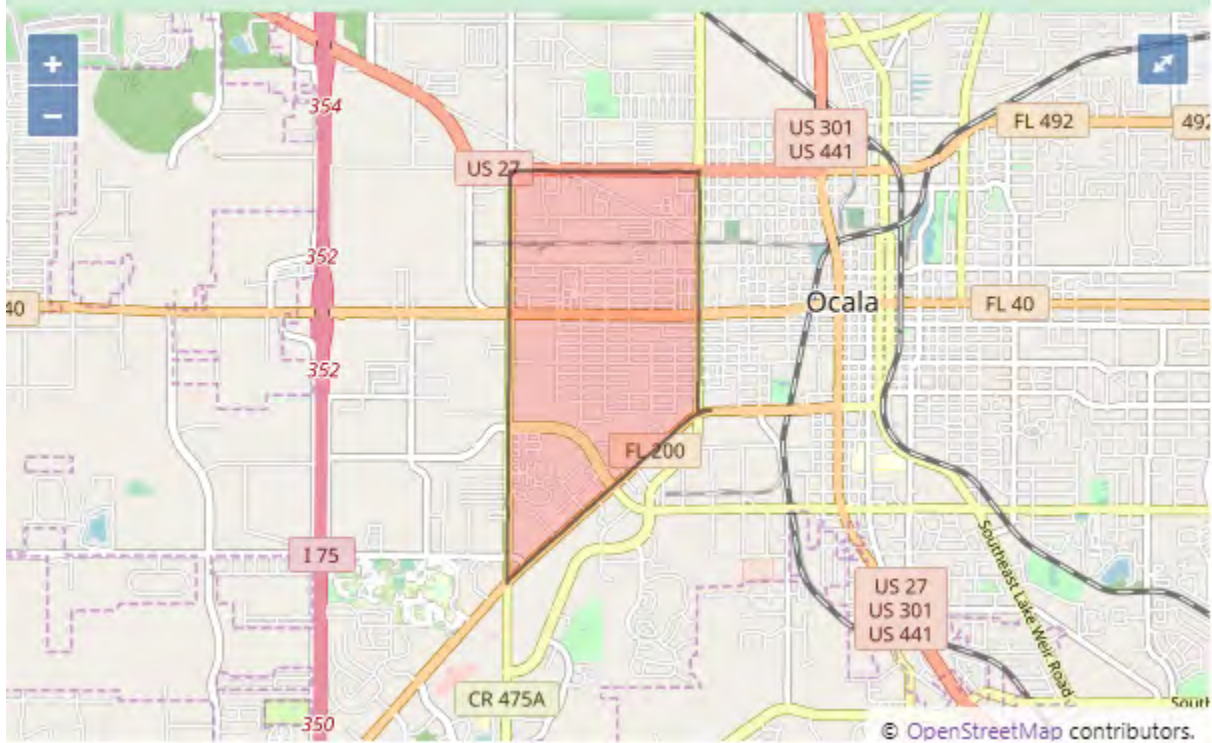 +
−
354
US 301
US 441
FL 492
492
US 27
352
40
Ocala
FL 40
352
FL 200
I 75
Southeast Lake Weir Road
US 27
US 301
US 441
CR 475A
350
South
© OpenStreetMap contributors.